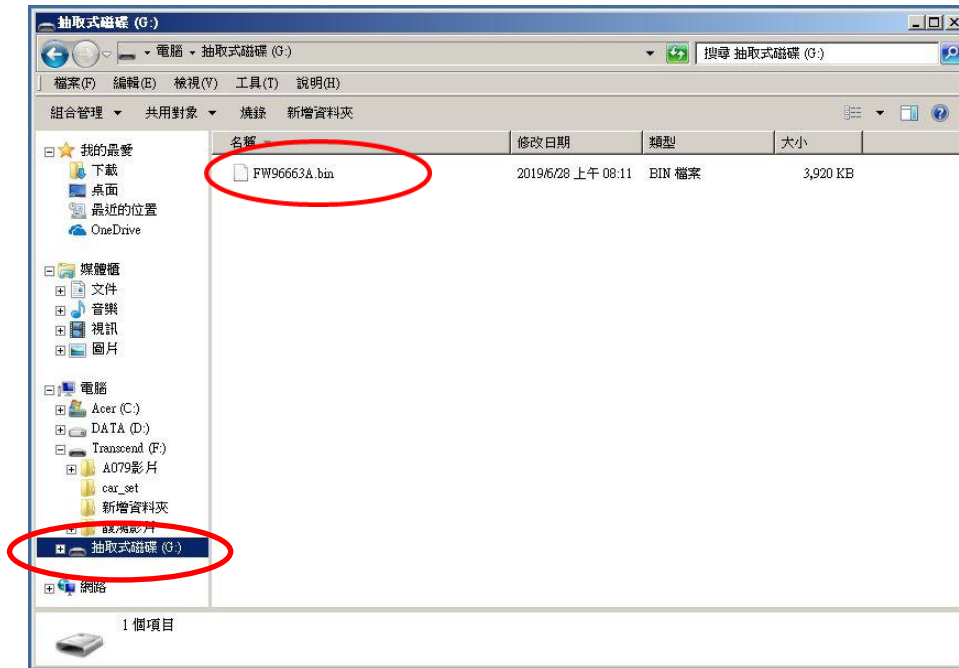 抽取式磁碟 (G:)
電腦 抽取式磁碟 (G:)
搜尋 抽取式磁碟 (G:)
檔案(F) 編輯(E) 檢視(V) 工具(T) 說明(H)
組合管理 共用對象 燒錄 新增資料夾
名稱 修改日期 類型 大小
FW96663A.bin 2019/6/28 上午 08:11 BIN 檔案 3,920 KB
我的最愛
下載
桌面
最近的位置
OneDrive
媒體櫃
文件
音樂
視訊
圖片
電腦
Acer (C:)
DATA (D:)
Transcend (F:)
A079影片
car_set
新增資料夾
影片
抽取式磁碟 (G:)
網路
1 個項目